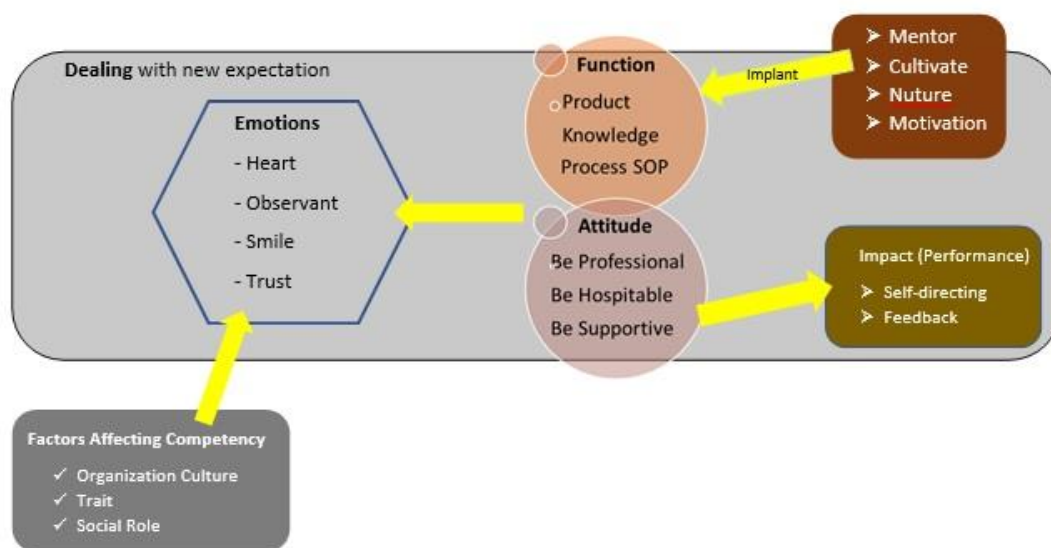 Dealing with new expectation
Emotions
- Heart
- Observant
- Smile
- Trust
Function
Product
Knowledge
Process SOP
Attitude
Be Professional
Be Hospitable
Be Supportive
Implant
➤ Mentor
➤ Cultivate
➤ Nuture
➤ Motivation
Impact (Performance)
➤ Self-directing
➤ Feedback
Factors Affecting Competency
✓ Organization Culture
✓ Trait
✓ Social Role